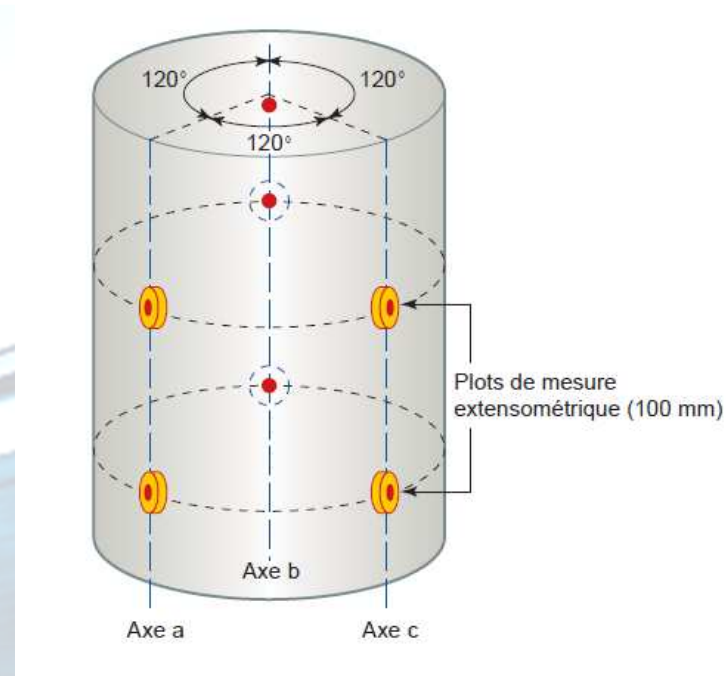 120°
120°
120°
Plots de mesure
extensométrique (100 mm)
Axe b
Axe a
Axe c